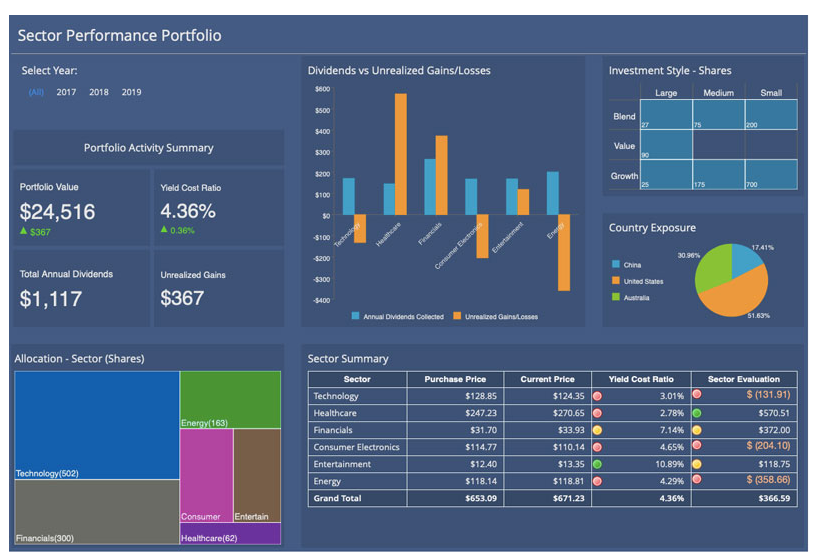 Sector Performance Portfolio
Select Year:
(All) 2017 2018 2019
Portfolio Activity Summary
Portfolio Value
$24,516
$367
Yield Cost Ratio
4.36%
0.36%
Total Annual Dividends
$1,117
Unrealized Gains
$367
Dividends vs Unrealized Gains/Losses
$600
$500
$400
$300
$200
$100
$0
-$100
-$200
-$300
-$400
Technology
Healthcare
Financials
Consumer Electronics
Entertainment
Energy
Annual Dividends Collected
Unrealized Gains/Losses
Investment Style - Shares
Large Medium Small
Blend 27 75 200
Value 90
Growth 25 175 700
Country Exposure
China
United States
Australia
17.41%
30.96%
51.63%
Allocation - Sector (Shares)
Technology(502)
Financials(300)
Energy(163)
Consumer
Entertain
Healthcare(62)
Sector Summary
Sector Purchase Price Current Price Yield Cost Ratio Sector Evaluation
Technology $128.85 $124.35 3.01% $ (131.91)
Healthcare $247.23 $270.65 2.78% $570.51
Financials $31.70 $33.93 7.14% $372.00
Consumer Electronics $114.77 $110.14 4.65% $ (204.10)
Entertainment $12.40 $13.35 10.89% $118.75
Energy $118.14 $118.81 4.29% $ (358.66)
Grand Total $653.09 $671.23 4.36% $366.59